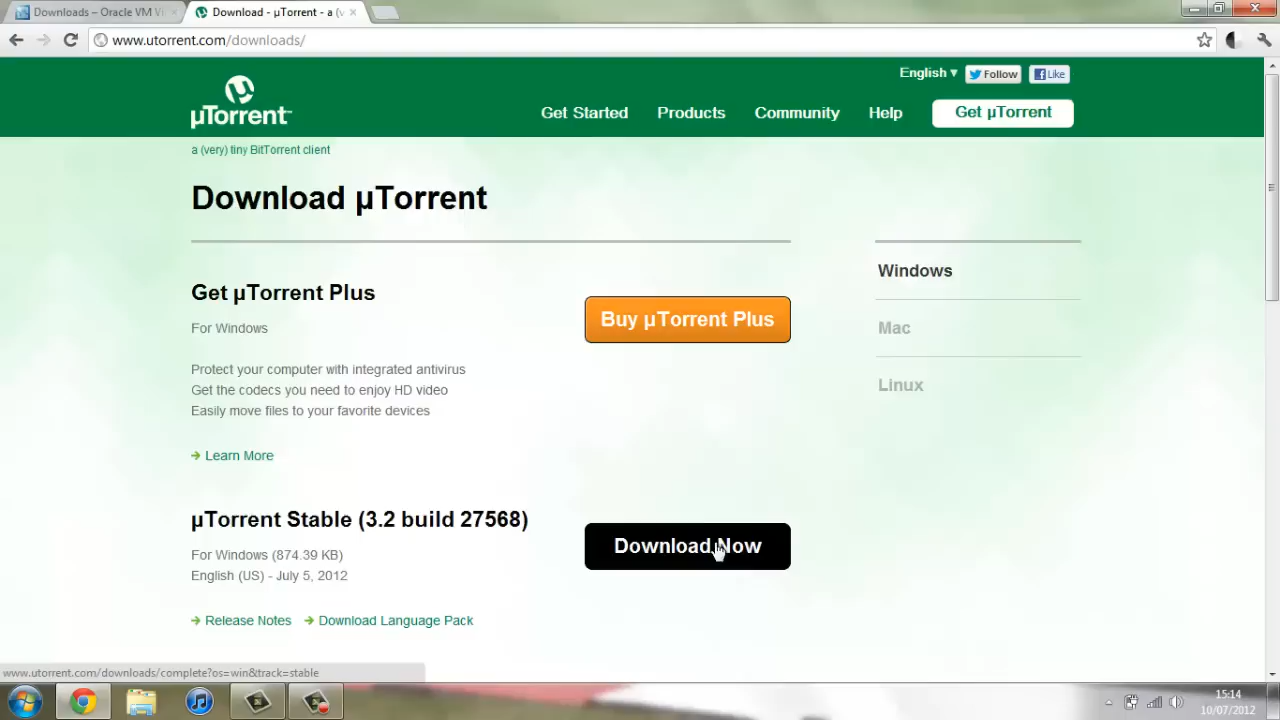 Downloads – Oracle VM Vi
Download - µTorrent - a (v
www.utorrent.com/downloads/
English ▾
Follow
Like
µTorrent
Get Started
Products
Community
Help
Get µTorrent
a (very) tiny BitTorrent client
Download µTorrent
Get µTorrent Plus
Buy µTorrent Plus
For Windows
Protect your computer with integrated antivirus
Get the codecs you need to enjoy HD video
Easily move files to your favorite devices
Learn More
Windows
Mac
Linux
µTorrent Stable (3.2 build 27568)
Download Now
For Windows (874.39 KB)
English (US) - July 5, 2012
Release Notes
Download Language Pack
www.utorrent.com/downloads/complete?os=win&track=stable
15:14
10/07/2012